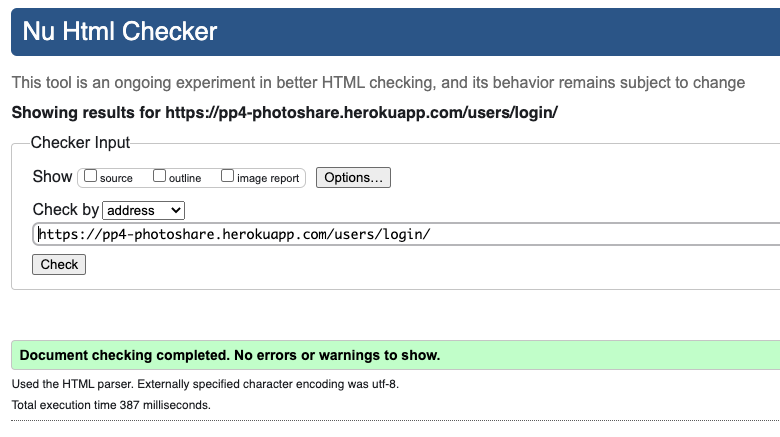 Nu Html Checker
This tool is an ongoing experiment in better HTML checking, and its behavior remains subject to change
Showing results for https://pp4-photoshare.herokuapp.com/users/login/
Checker Input
Show source outline image report Options...
Check by address
https://pp4-photoshare.herokuapp.com/users/login/
Check
Document checking completed. No errors or warnings to show.
Used the HTML parser. Externally specified character encoding was utf-8.
Total execution time 387 milliseconds.